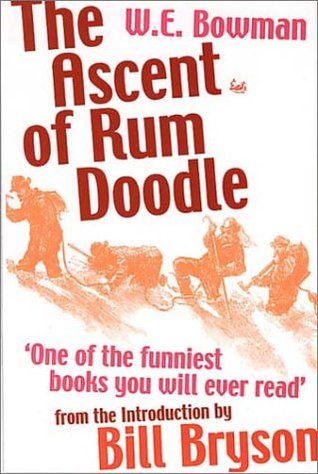 The W.E. Bowman
Ascent
of Rum
Doodle
'One of the funniest
books you will ever read'
from the Introduction by
Bill Bryson